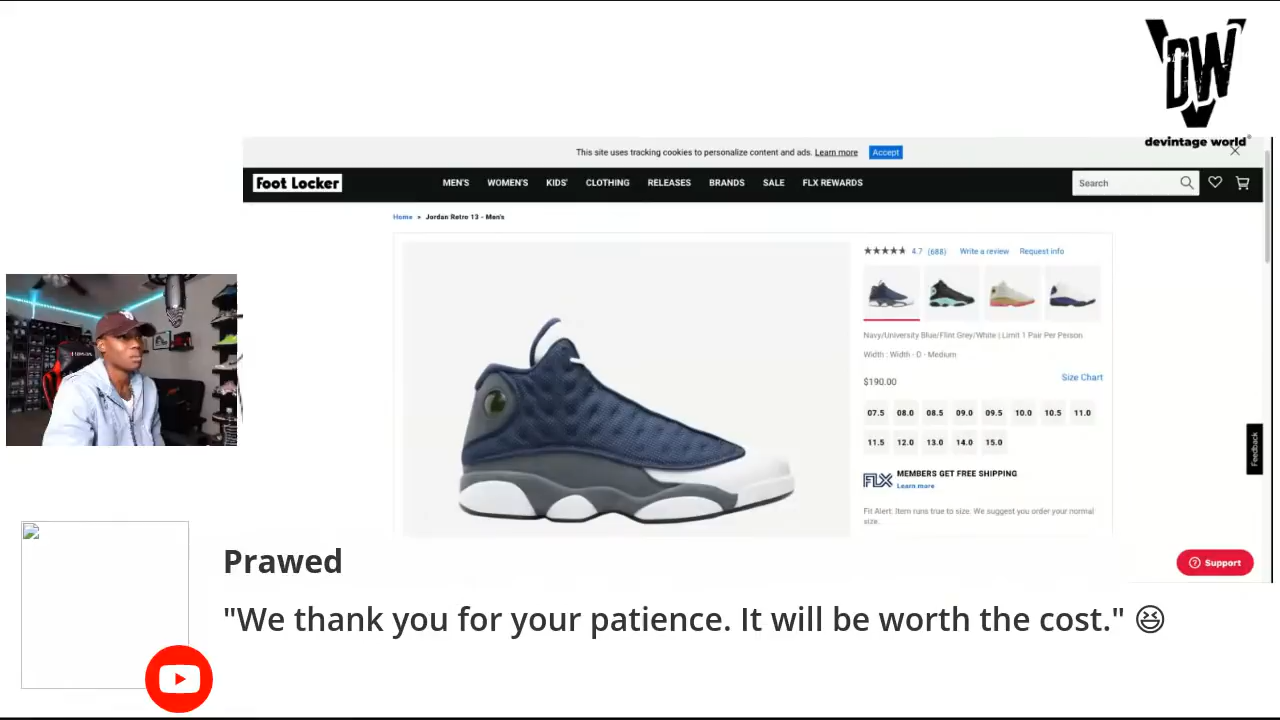 DW
devintage world®
This site uses tracking cookies to personalize content and ads. Learn more
Accept
Foot Locker
MEN'S
WOMEN'S
KIDS'
CLOTHING
RELEASES
BRANDS
SALE
FLX REWARDS
Search
Home » Jordan Retro 13 - Men's
4.7 (688) Write a review Request info
Navy/University Blue/Flint Grey/White | Limit 1 Pair Per Person
Width : Width - D - Medium
$190.00
Size Chart
07.5 08.0 08.5 09.0 09.5 10.0 10.5 11.0
11.5 12.0 13.0 14.0 15.0
FLX
MEMBERS GET FREE SHIPPING
Learn more
Fit Alert: Item runs true to size. We suggest you order your normal
size.
Feedback
Support
Prawed
"We thank you for your patience. It will be worth the cost." 😆